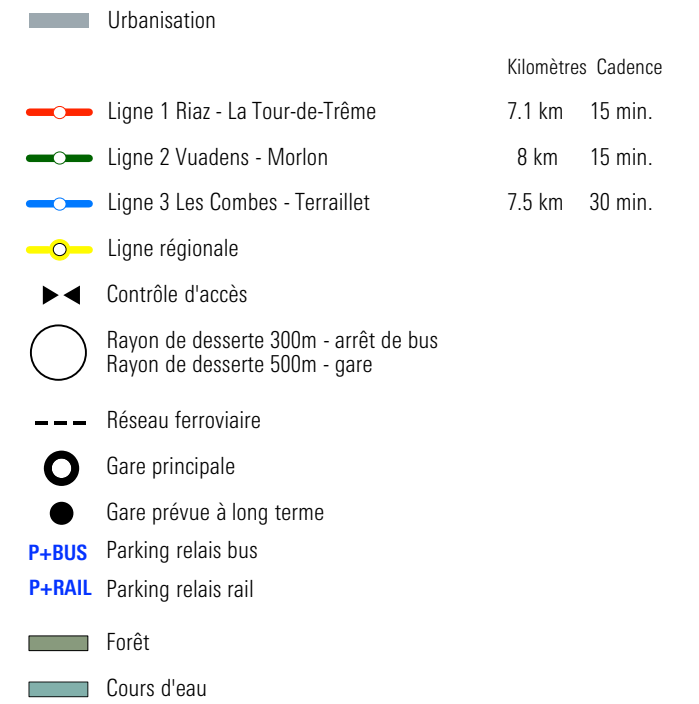 Urbanisation
Kilomètres Cadence
Ligne 1 Riaz - La Tour-de-Trême 7.1 km 15 min.
Ligne 2 Vuadens - Morlon 8 km 15 min.
Ligne 3 Les Combes - Terraillet 7.5 km 30 min.
Ligne régionale
Contrôle d'accès
Rayon de desserte 300m - arrêt de bus
Rayon de desserte 500m - gare
Réseau ferroviaire
Gare principale
Gare prévue à long terme
P+BUS Parking relais bus
P+RAIL Parking relais rail
Forêt
Cours d'eau